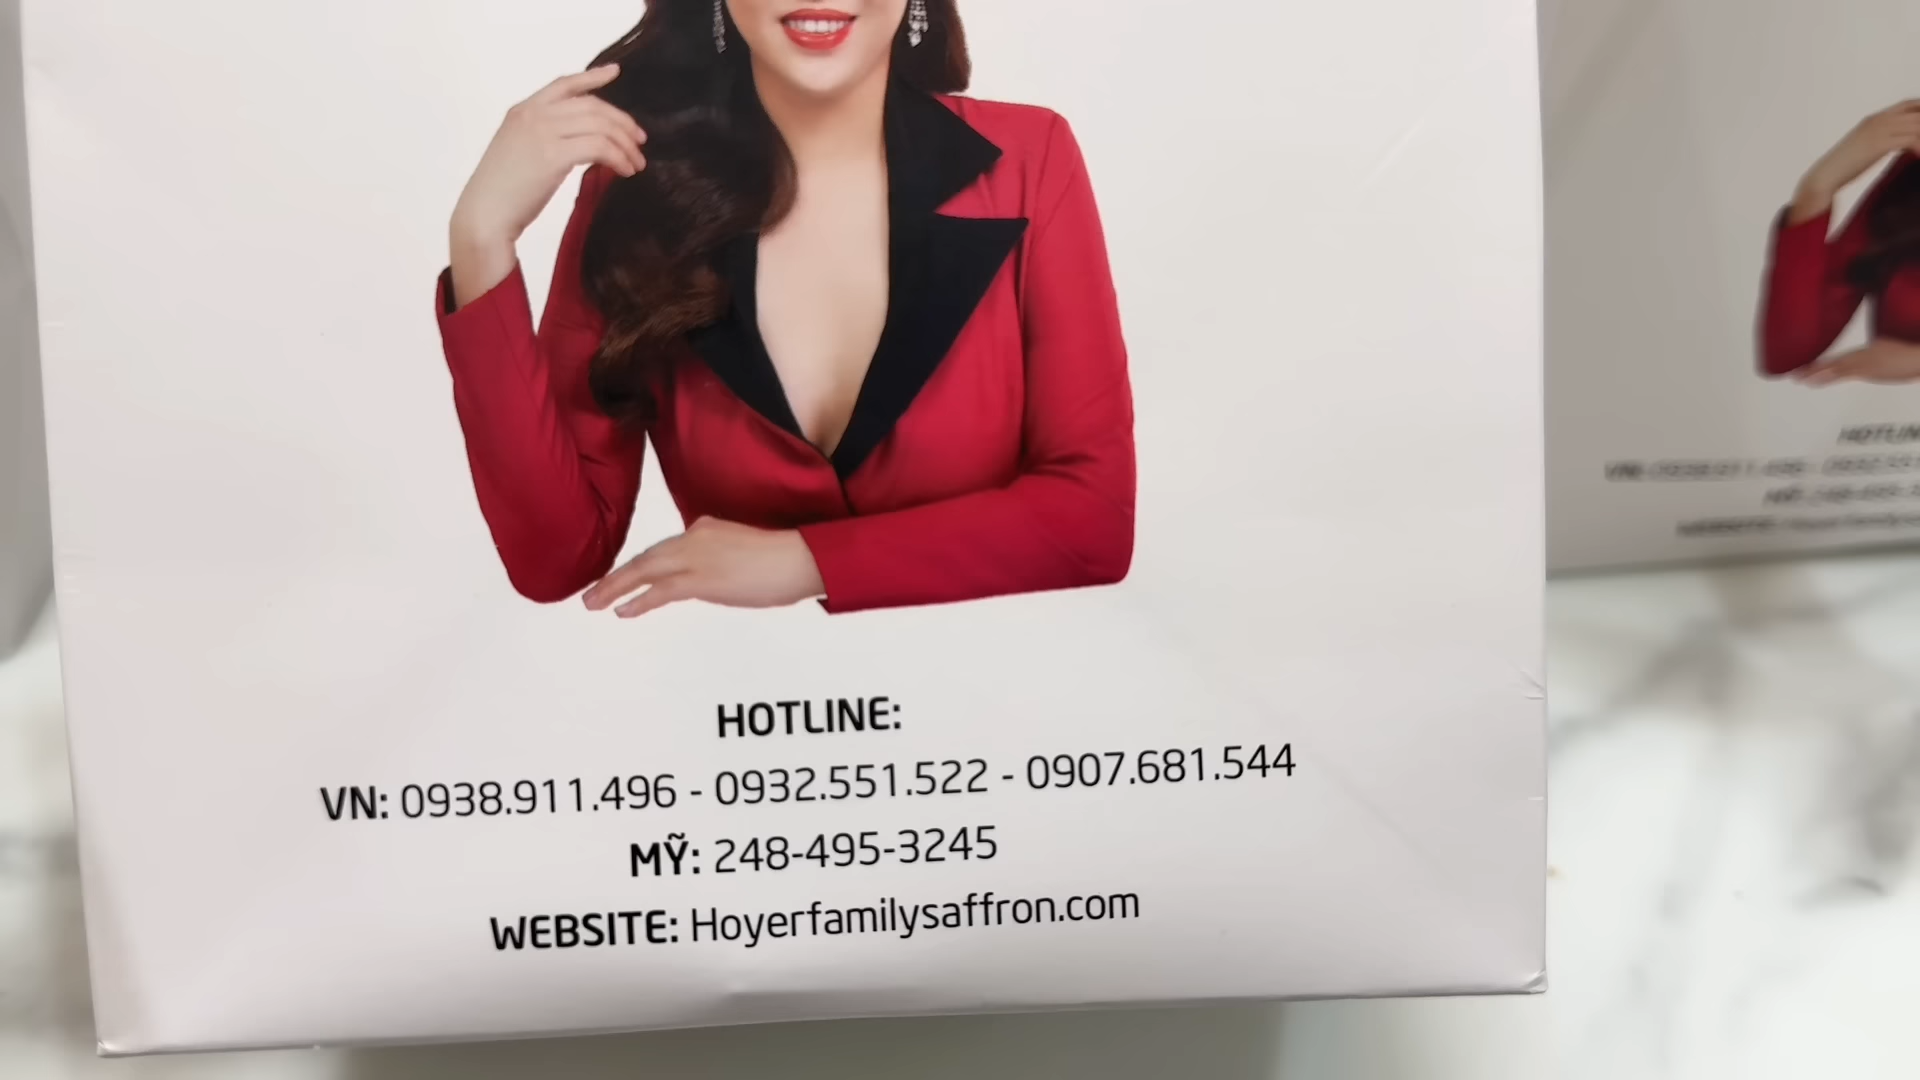 HOTLINE:
VN: 0938.911.496 - 0932.551.522 - 0907.681.544
MỸ: 248-495-3245
WEBSITE: Hoyerfamilysaffron.com